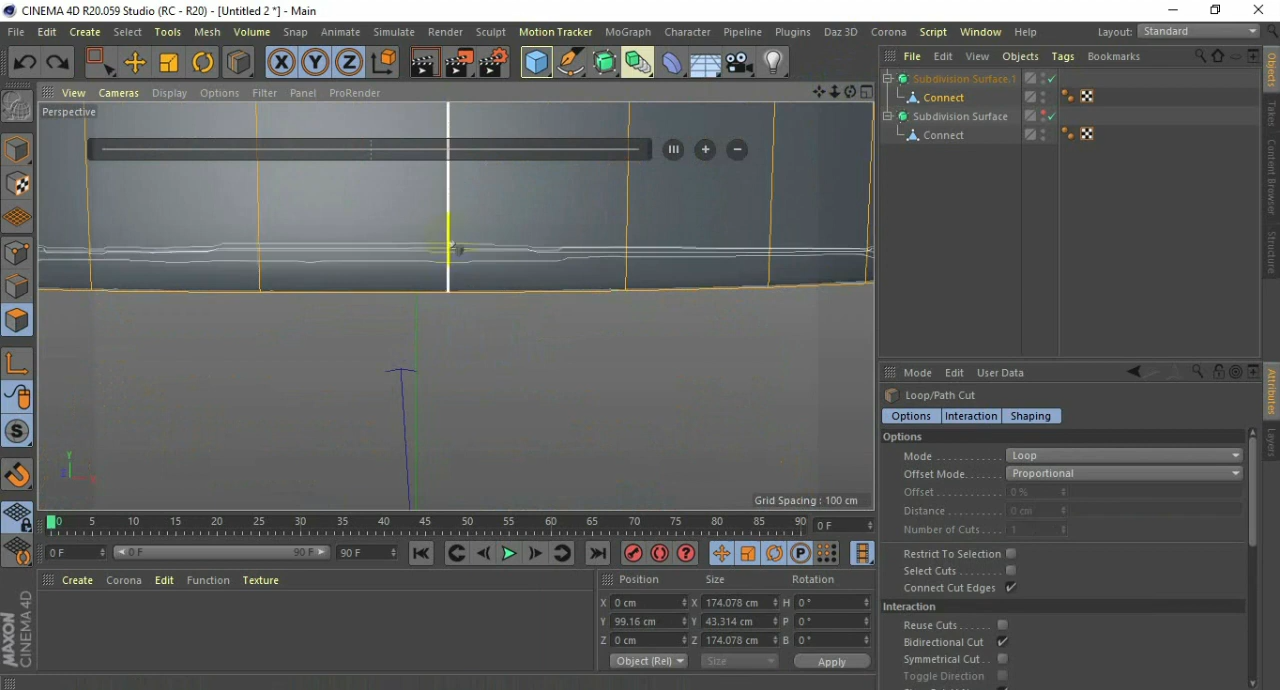 CINEMA 4D R20.059 Studio (RC - R20) - [Untitled 2 *] - Main
File Edit Create Select Tools Mesh Volume Snap Animate Simulate Render Sculpt Motion Tracker MoGraph Character Pipeline Plugins Daz 3D Corona Script Window Help Layout: Standard
X Y Z
File Edit View Objects Tags Bookmarks
View Cameras Display Options Filter Panel ProRender
Perspective
Subdivision Surface.1
Connect
Subdivision Surface
Connect
Objects
Takes
Content Browser
Structure
Mode Edit User Data
Loop/Path Cut
Options Interaction Shaping
Options
Mode Loop
Offset Mode. Proportional
Offset 0 %
Distance 0 cm
Number of Cuts. 1
Restrict To Selection
Select Cuts
Connect Cut Edges
Interaction
Reuse Cuts
Bidirectional Cut
Symmetrical Cut
Toggle Direction
Attributes
Layers
S
Y
Grid Spacing : 100 cm
0 5 10 15 20 25 30 35 40 45 50 55 60 65 70 75 80 85 90 0 F
0 F 0 F 90 F 90 F
P
Create Corona Edit Function Texture
Position Size Rotation
X 0 cm X 174.078 cm H 0 °
Y 99.16 cm Y 43.314 cm P 0 °
Z 0 cm Z 174.078 cm B 0 °
Object (Rel) Size Apply
MAXON
CINEMA 4D